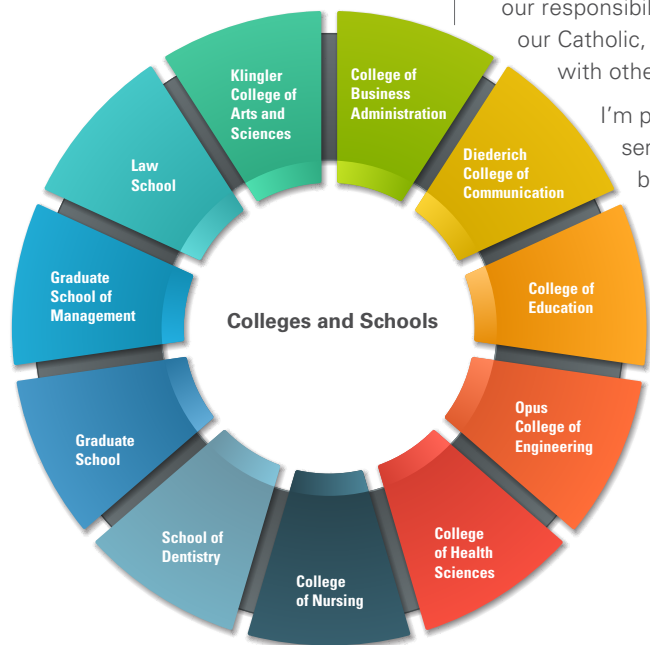 our responsibil
our Catholic,
with othe
I'm p
ser
b
Klingler
College of
Arts and
Sciences
College of
Business
Administration
Diederich
College of
Communication
College of
Education
Opus
College of
Engineering
College
of Health
Sciences
College
of Nursing
School of
Dentistry
Graduate
School
Graduate
School of
Management
Law
School
Colleges and Schools